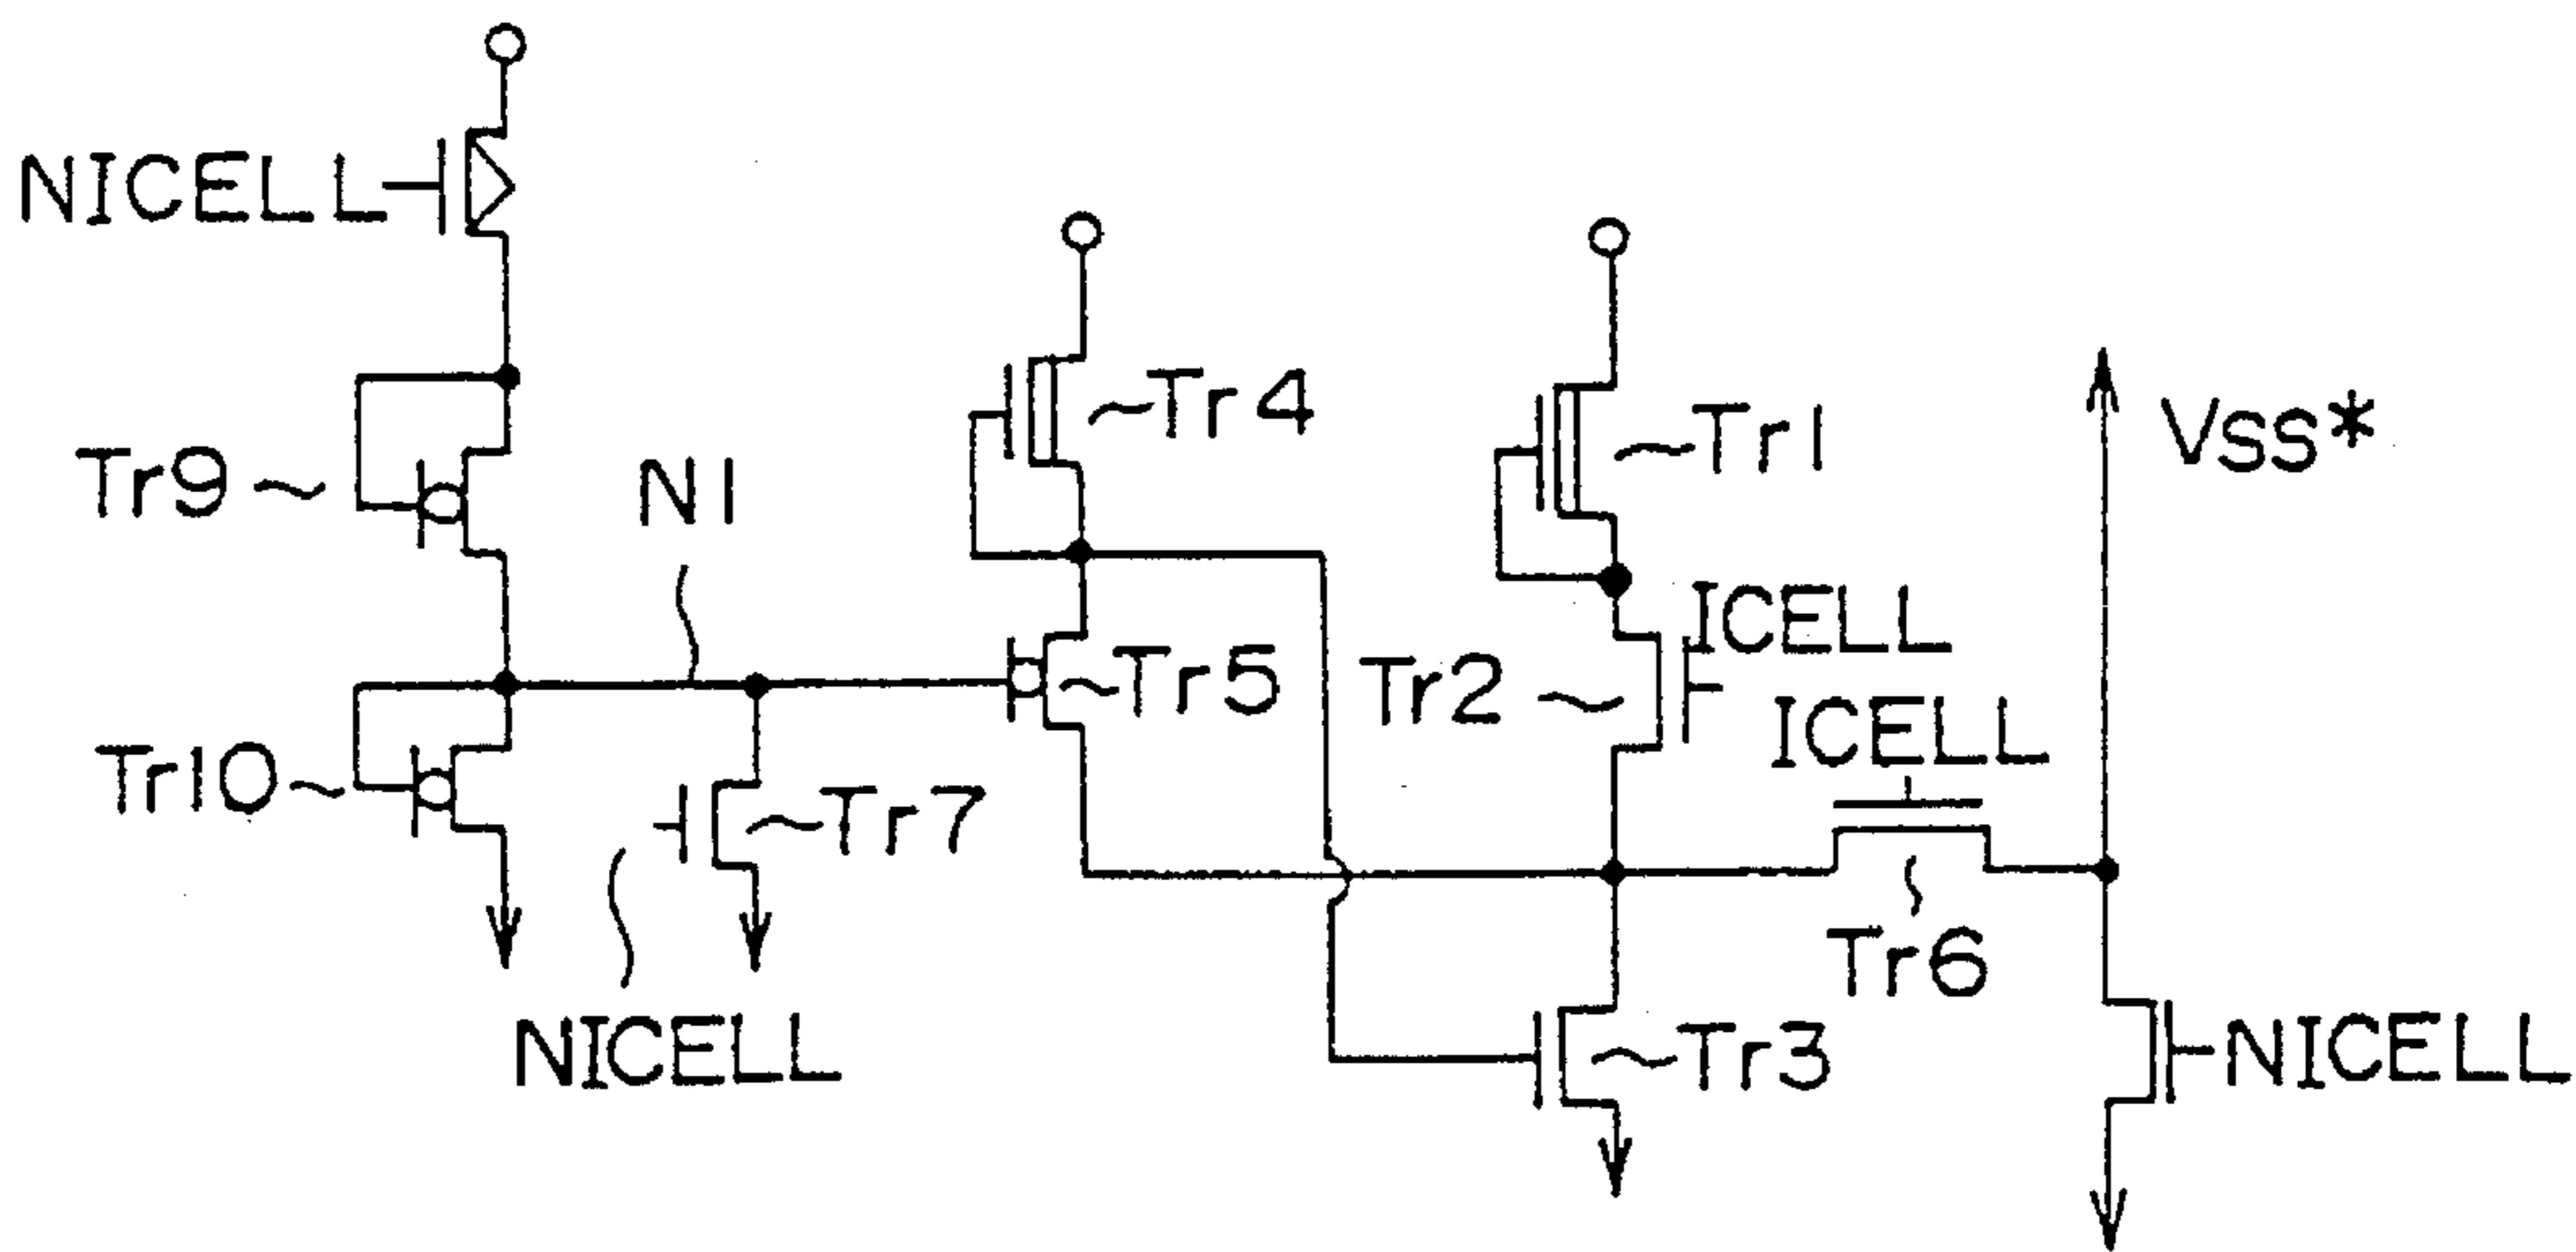 NICELL
Tr4
VSS*
Tr1
Tr9
N1
ICELL
Tr5
Tr2
ICELL
Tr10
Tr7
Tr6
NICELL
Tr3
NICELL